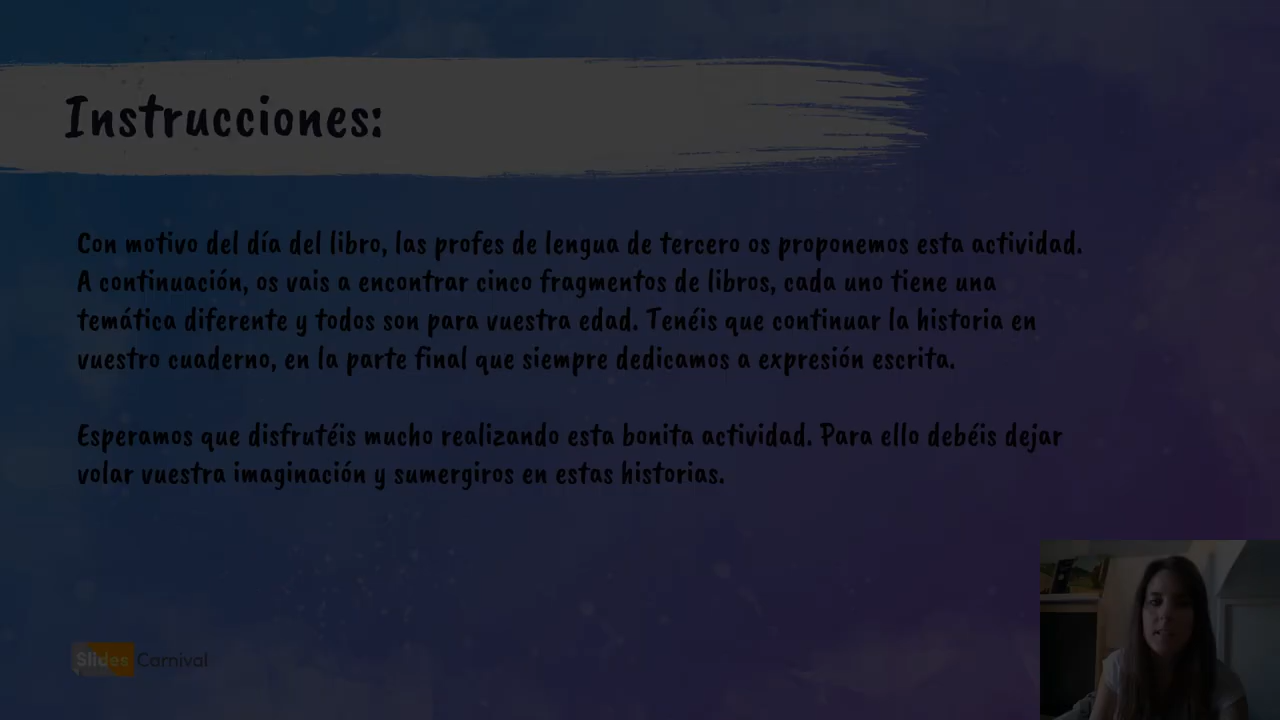 Instrucciones:
Con motivo del día del libro, las profes de lengua de tercero os proponemos esta actividad.
A continuación, os vais a encontrar cinco fragmentos de libros, cada uno tiene una
temática diferente y todos son para vuestra edad. Tenéis que continuar la historia en
vuestro cuaderno, en la parte final que siempre dedicamos a expresión escrita.
Esperamos que disfrutéis mucho realizando esta bonita actividad. Para ello debéis dejar
volar vuestra imaginación y sumergiros en estas historias.
Slides Carnival